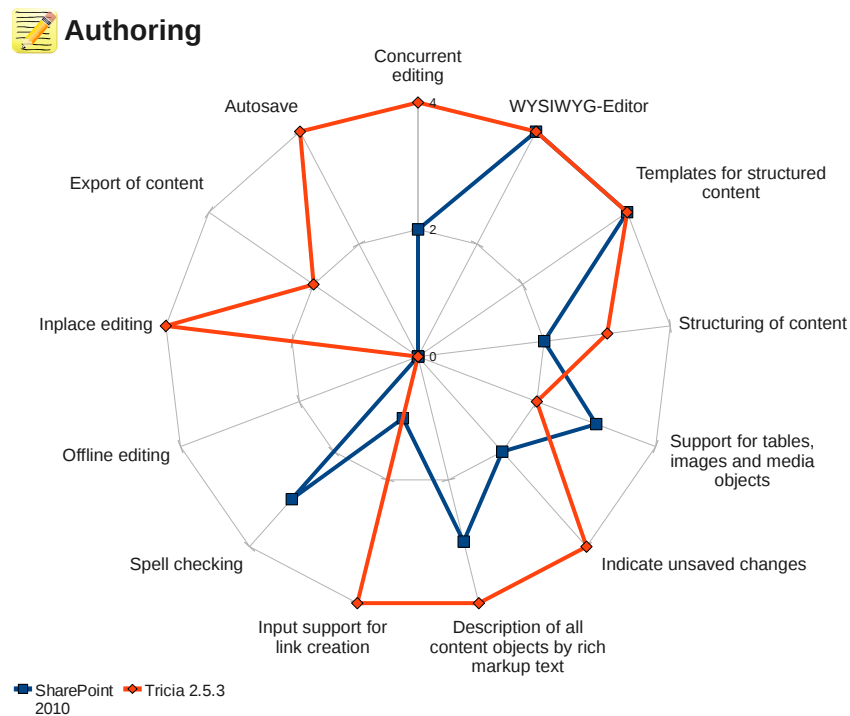 Authoring
Concurrent
editing
Autosave
4
WYSIWYG-Editor
Templates for structured
content
Export of content
2
Inplace editing
Structuring of content
0
Offline editing
Support for tables,
images and media
objects
Spell checking
Indicate unsaved changes
Input support for
link creation
Description of all
content objects by rich
markup text
SharePoint
2010
Tricia 2.5.3